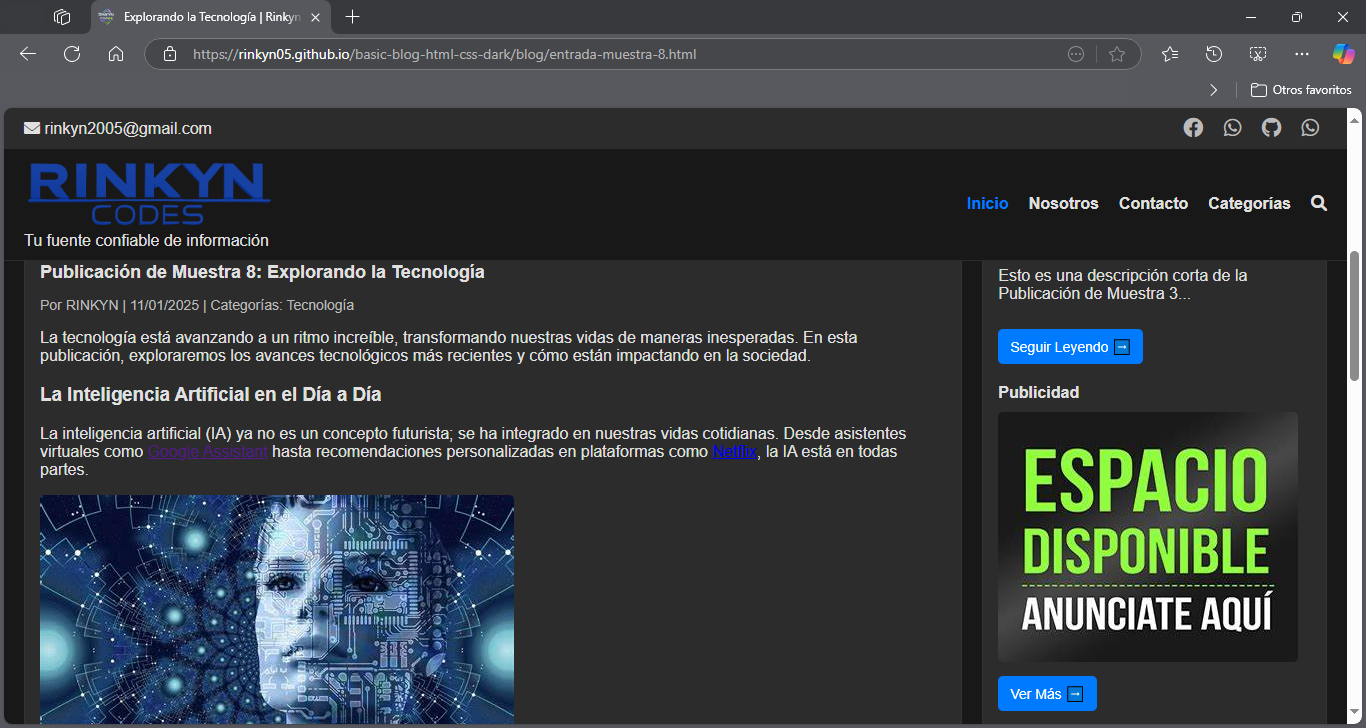 Explorando la Tecnología | Rinkyn
https://rinkyn05.github.io/basic-blog-html-css-dark/blog/entrada-muestra-8.html
Otros favoritos
rinkyn2005@gmail.com
RINKYN
CODES
Tu fuente confiable de información
Inicio Nosotros Contacto Categorías
Publicación de Muestra 8: Explorando la Tecnología
Por RINKYN | 11/01/2025 | Categorías: Tecnología
La tecnología está avanzando a un ritmo increíble, transformando nuestras vidas de maneras inesperadas. En esta
publicación, exploraremos los avances tecnológicos más recientes y cómo están impactando en la sociedad.
La Inteligencia Artificial en el Día a Día
La inteligencia artificial (IA) ya no es un concepto futurista; se ha integrado en nuestras vidas cotidianas. Desde asistentes
virtuales como Google Assistant hasta recomendaciones personalizadas en plataformas como Netflix, la IA está en todas
partes.
Esto es una descripción corta de la
Publicación de Muestra 3...
Seguir Leyendo
Publicidad
ESPACIO
DISPONIBLE
ANUNCIATE AQUÍ
Ver Más